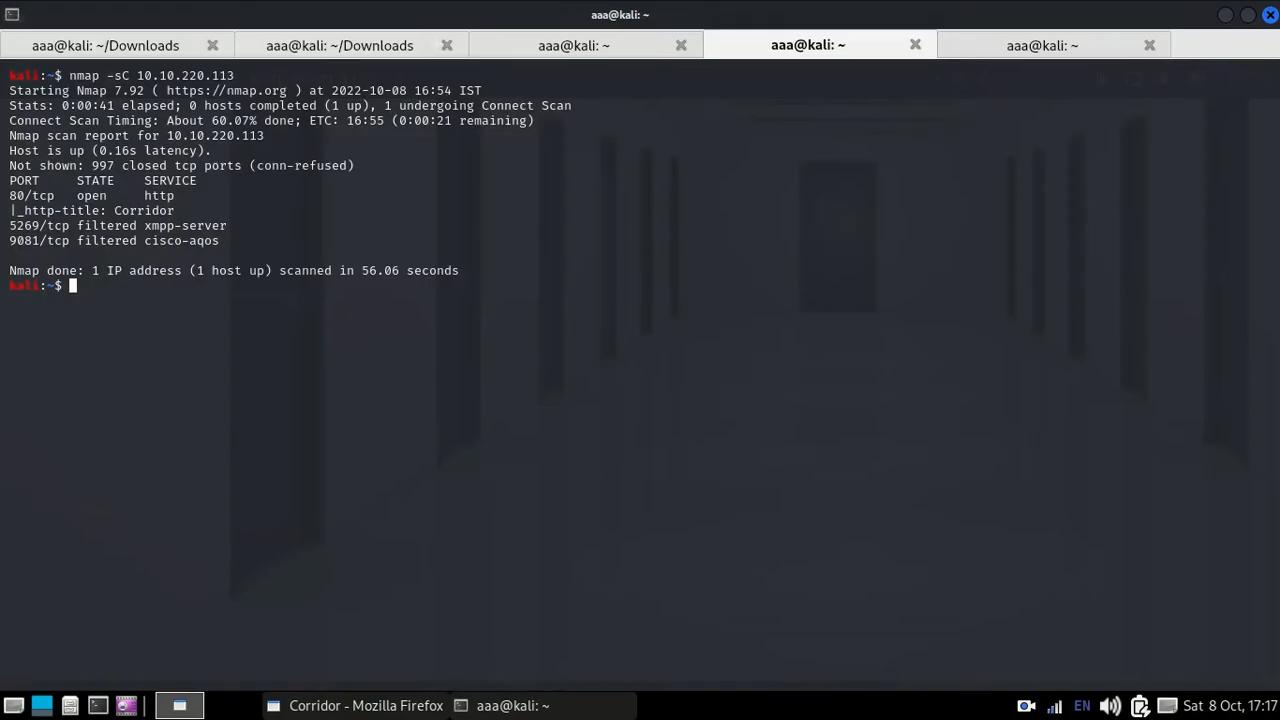 aaa@kali: ~
aaa@kali: ~/Downloads
aaa@kali: ~/Downloads
aaa@kali: ~
aaa@kali: ~
aaa@kali: ~
kali:~$ nmap -sC 10.10.220.113
Starting Nmap 7.92 ( https://nmap.org ) at 2022-10-08 16:54 IST
Stats: 0:00:41 elapsed; 0 hosts completed (1 up), 1 undergoing Connect Scan
Connect Scan Timing: About 60.07% done; ETC: 16:55 (0:00:21 remaining)
Nmap scan report for 10.10.220.113
Host is up (0.16s latency).
Not shown: 997 closed tcp ports (conn-refused)
PORT     STATE    SERVICE
80/tcp   open     http
|_http-title: Corridor
5269/tcp filtered xmpp-server
9081/tcp filtered cisco-aqos
Nmap done: 1 IP address (1 host up) scanned in 56.06 seconds
kali:~$
Corridor - Mozilla Firefox
aaa@kali: ~
EN
Sat 8 Oct, 17:17